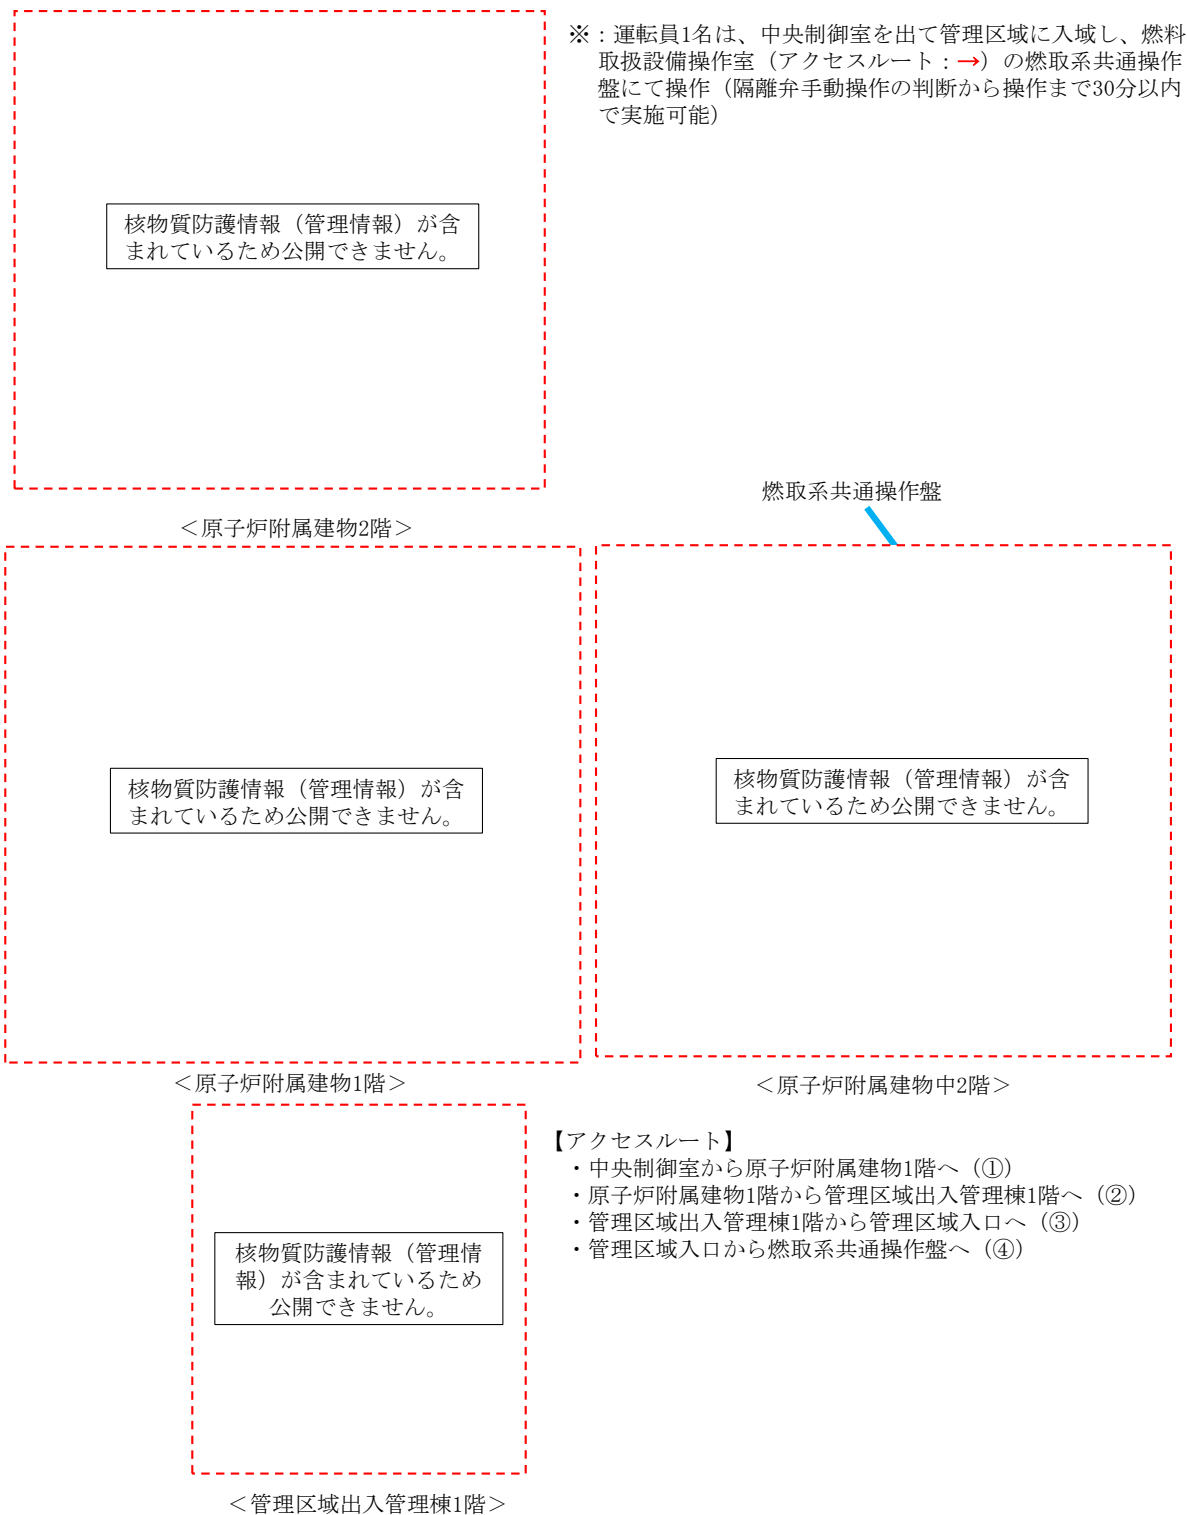 ※：運転員1名は、中央制御室を出て管理区域に入域し、燃料
取扱設備操作室（アクセスルート：→）の燃取系共通操作
盤にて操作（隔離弁手動操作の判断から操作まで30分以内
で実施可能）
核物質防護情報（管理情報）が含
まれているため公開できません。
＜原子炉附属建物2階＞
燃取系共通操作盤
核物質防護情報（管理情報）が含
まれているため公開できません。
＜原子炉附属建物1階＞
核物質防護情報（管理情報）が含
まれているため公開できません。
＜原子炉附属建物中2階＞
核物質防護情報（管理情
報）が含まれているため
公開できません。
＜管理区域出入管理棟1階＞
【アクセスルート】
・中央制御室から原子炉附属建物1階へ（①）
・原子炉附属建物1階から管理区域出入管理棟1階へ（②）
・管理区域出入管理棟1階から管理区域入口へ（③）
・管理区域入口から燃取系共通操作盤へ（④）